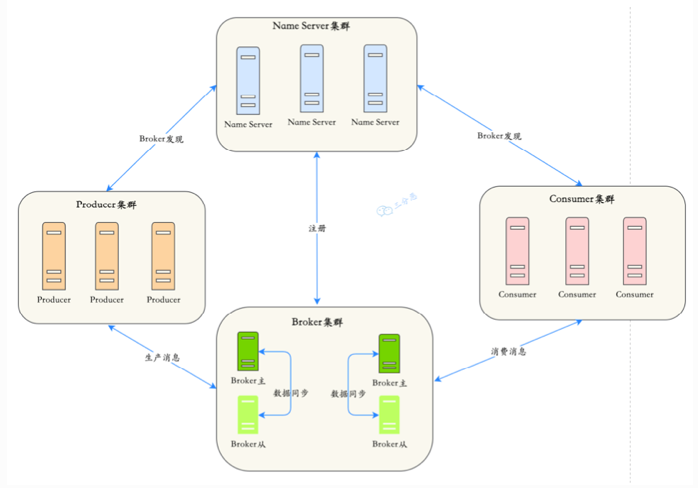 Name Server集群
Name Server
Name Server
Name Server
Broker发现
Broker发现
Producer集群
Producer
Producer
Producer
注册
Consumer集群
Consumer
Consumer
Consumer
Broker集群
Broker主
Broker主
数据同步
数据同步
Broker从
Broker从
生产消息
消费消息